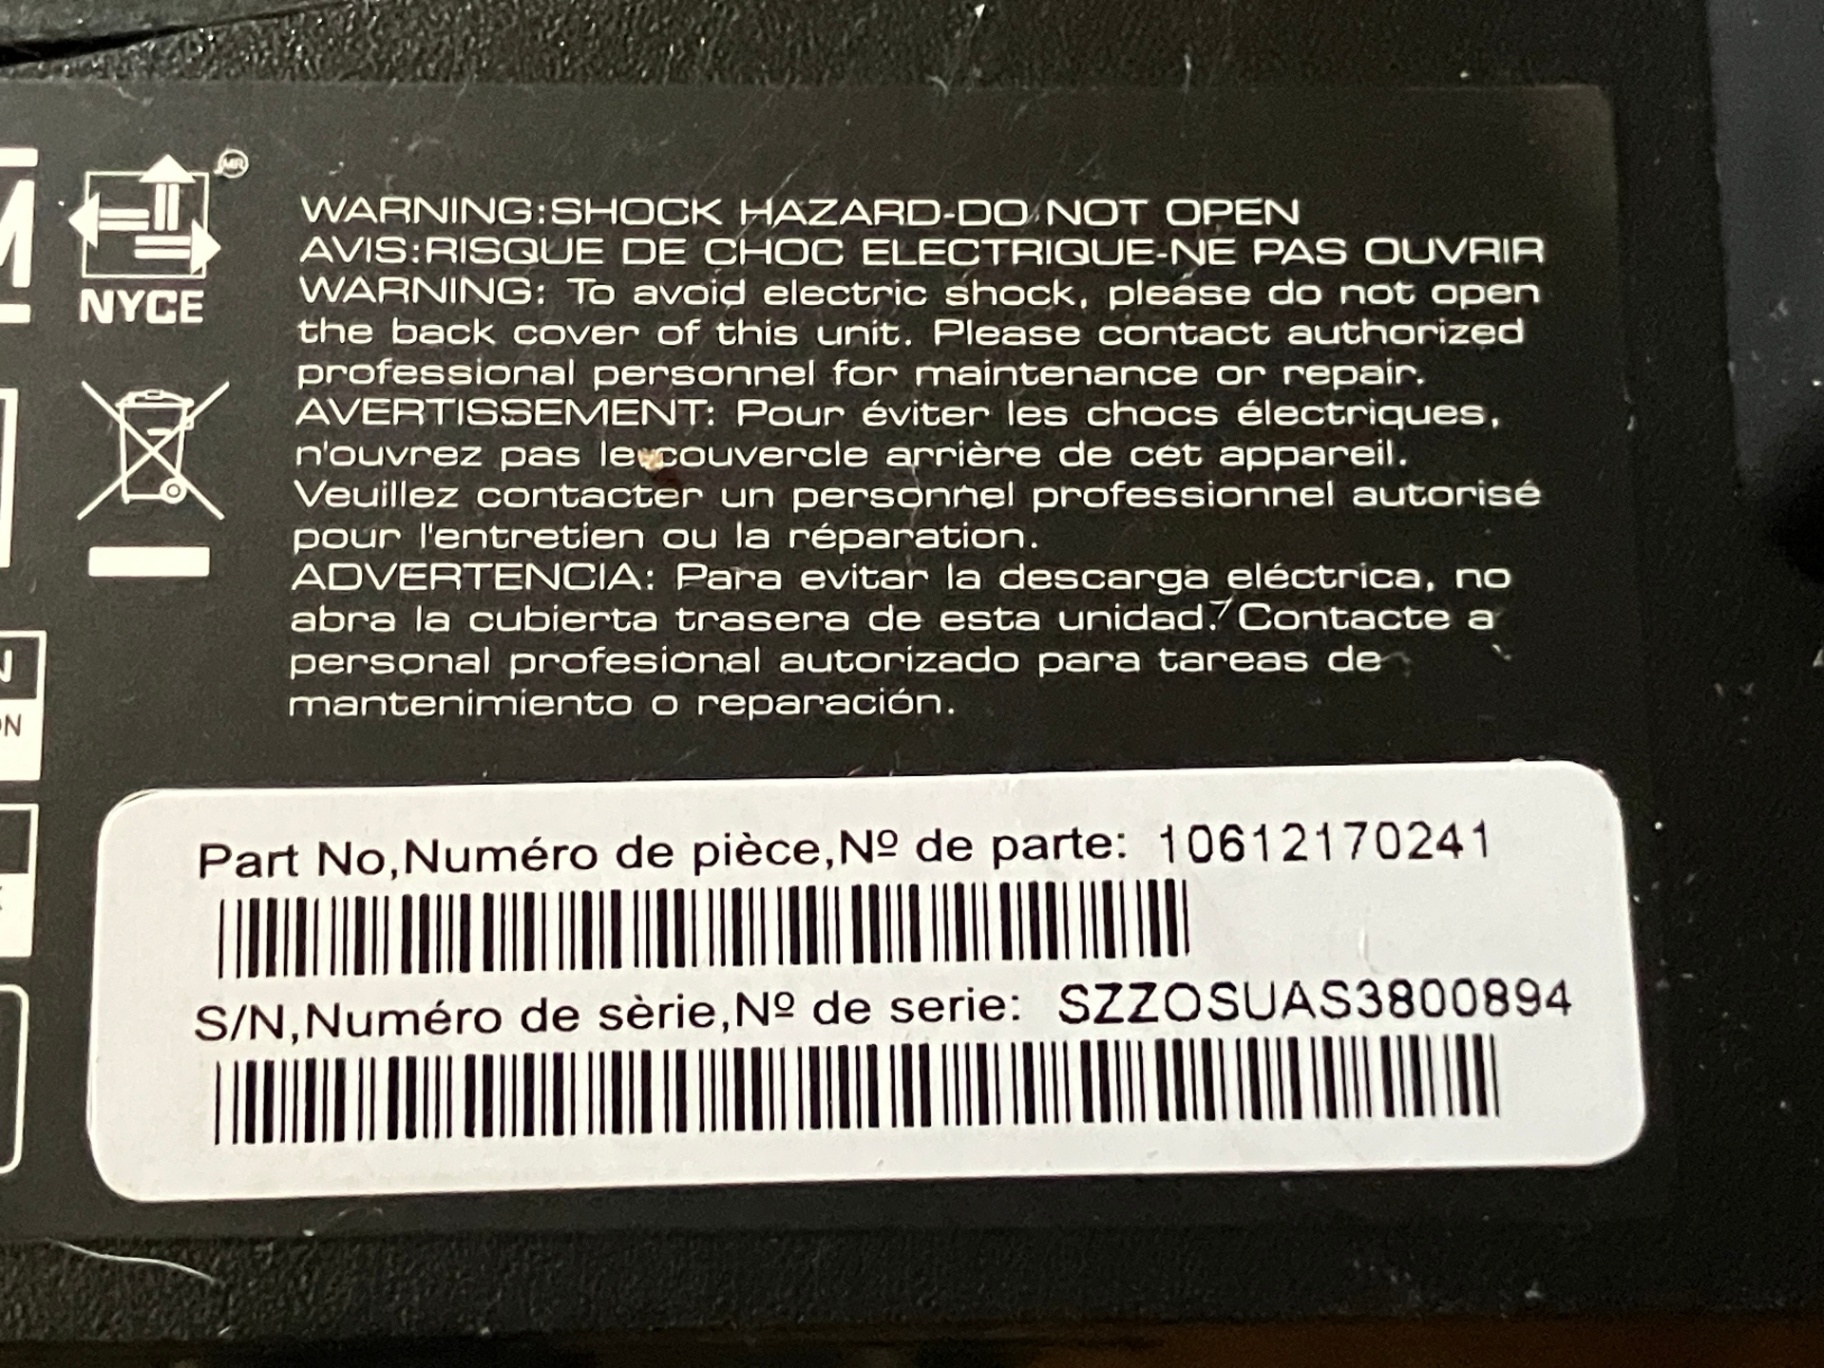 MR
NYCE
WARNING:SHOCK HAZARD-DO NOT OPEN
AVIS:RISQUE DE CHOC ELECTRIQUE-NE PAS OUVRIR
WARNING: To avoid electric shock, please do not open
the back cover of this unit. Please contact authorized
professional personnel for maintenance or repair.
AVERTISSEMENT: Pour éviter les chocs électriques,
n'ouvrez pas le couvercle arrière de cet appareil.
Veuillez contacter un personnel professionnel autorisé
pour l'entretien ou la réparation.
ADVERTENCIA: Para evitar la descarga eléctrica, no
abra la cubierta trasera de esta unidad. Contacte a
personal profesional autorizado para tareas de
mantenimiento o reparación.
Part No,Numéro de pièce,Nº de parte: 10612170241
S/N,Numéro de sèrie,Nº de serie: SZZOSUAS3800894